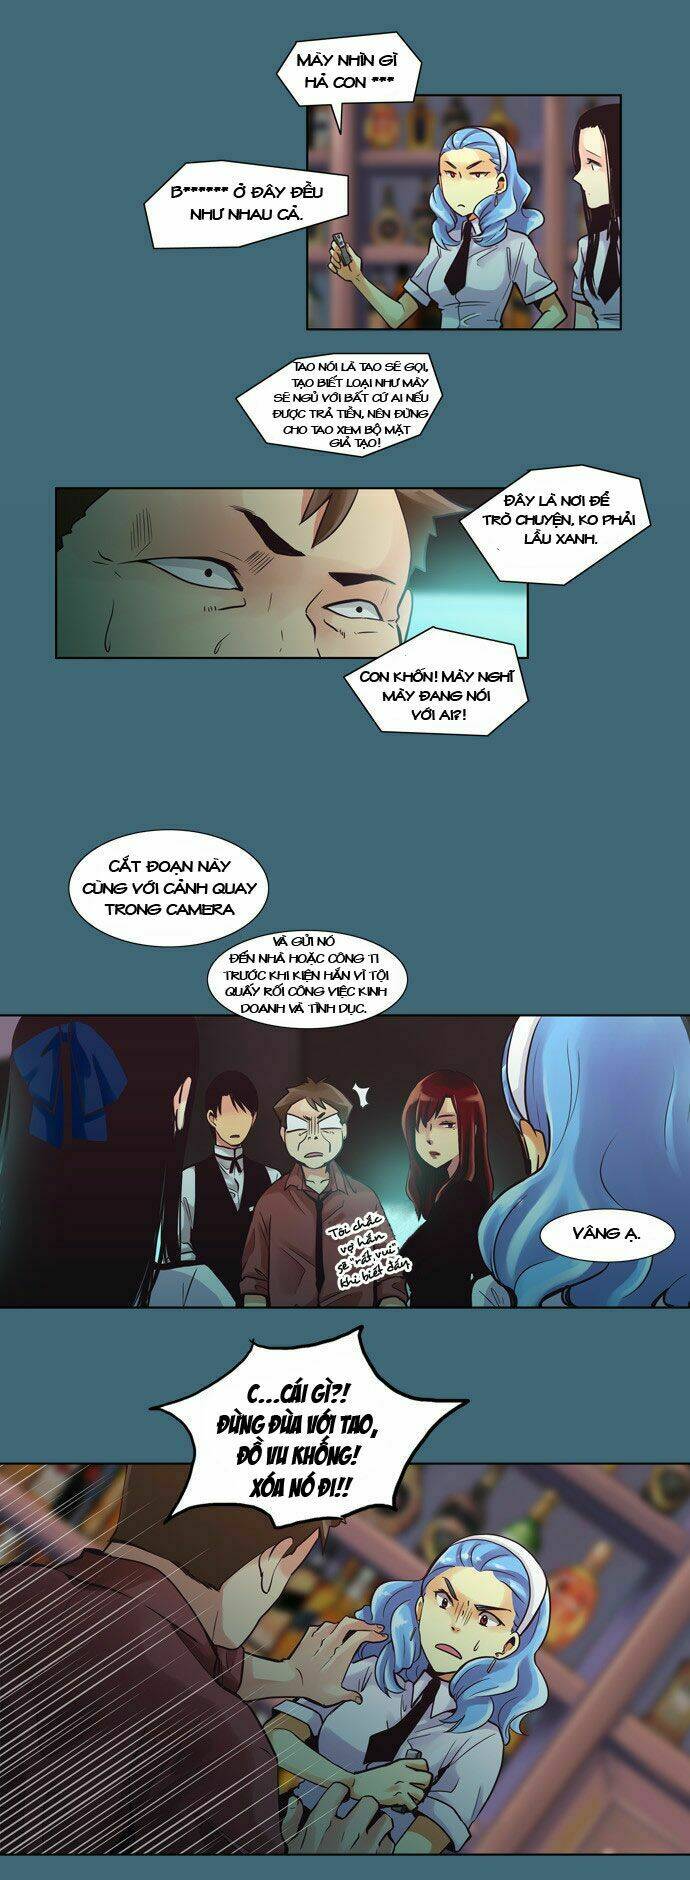 MÀY NHÌN GÌ
HẢ CON ***
B****** Ở ĐÂY ĐỀU
NHƯ NHAU CẢ.
TAO NÓI LÀ TAO SẼ GỌI,
TẠO BIẾT LOẠI NHƯ MÀY
SẼ NGỦ VỚI BẤT CỨ AI NẾU
ĐƯỢC TRẢ TIỀN, NÊN ĐỪNG
CHO TAO XEM BỘ MẶT
GIẢ TẠO!
ĐÂY LÀ NƠI ĐỂ
TRÒ CHUYỆN, KO PHẢI
LẦU XANH.
CON KHỐN! MÀY NGHĨ
MÀY ĐANG NÓI
VỚI AI?!
CẮT ĐOẠN NÀY
CÙNG VỚI CẢNH QUAY
TRONG CAMERA
VÀ GỬI NÓ
ĐẾN NHÀ HOẶC CÔNG TI
TRƯỚC KHI KIỆN HẮN VÌ TỘI
QUẤY RỐI CÔNG VIỆC KINH
DOANH VÀ TÌNH DỤC.
Tôi chắc
vợ hắn
sẽ "rất vui"
khi biết đấy
VÂNG Ạ.
C...CÁI GÌ?!
ĐỪNG ĐÙA VỚI TAO,
ĐỒ VU KHỐNG!
XÓA NÓ ĐI!!